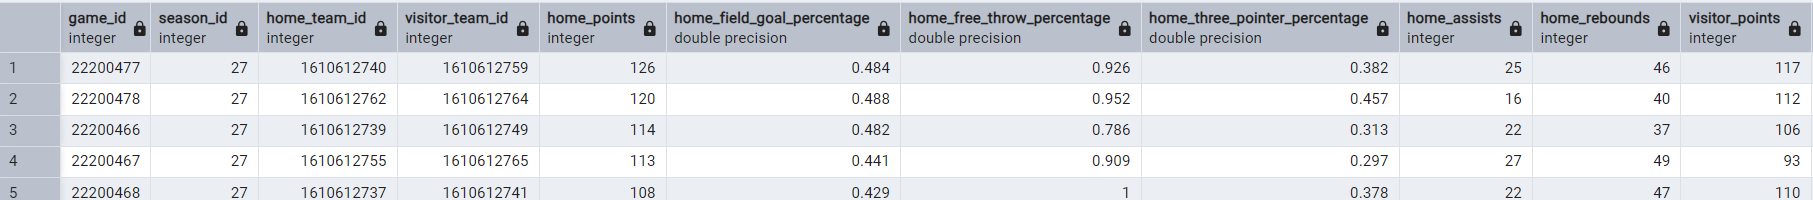 game_id season_id home_team_id visitor_team_id home_points home_field_goal_percentage home_free_throw_percentage home_three_pointer_percentage home_assists home_rebounds visitor_points
integer integer integer integer integer double precision double precision double precision integer integer integer
1 22200477 27 1610612740 1610612759 126 0.484 0.926 0.382 25 46 117
2 22200478 27 1610612762 1610612764 120 0.488 0.952 0.457 16 40 112
3 22200466 27 1610612739 1610612749 114 0.482 0.786 0.313 22 37 106
4 22200467 27 1610612755 1610612765 113 0.441 0.909 0.297 27 49 93
5 22200468 27 1610612737 1610612741 108 0.429 1 0.378 22 47 110